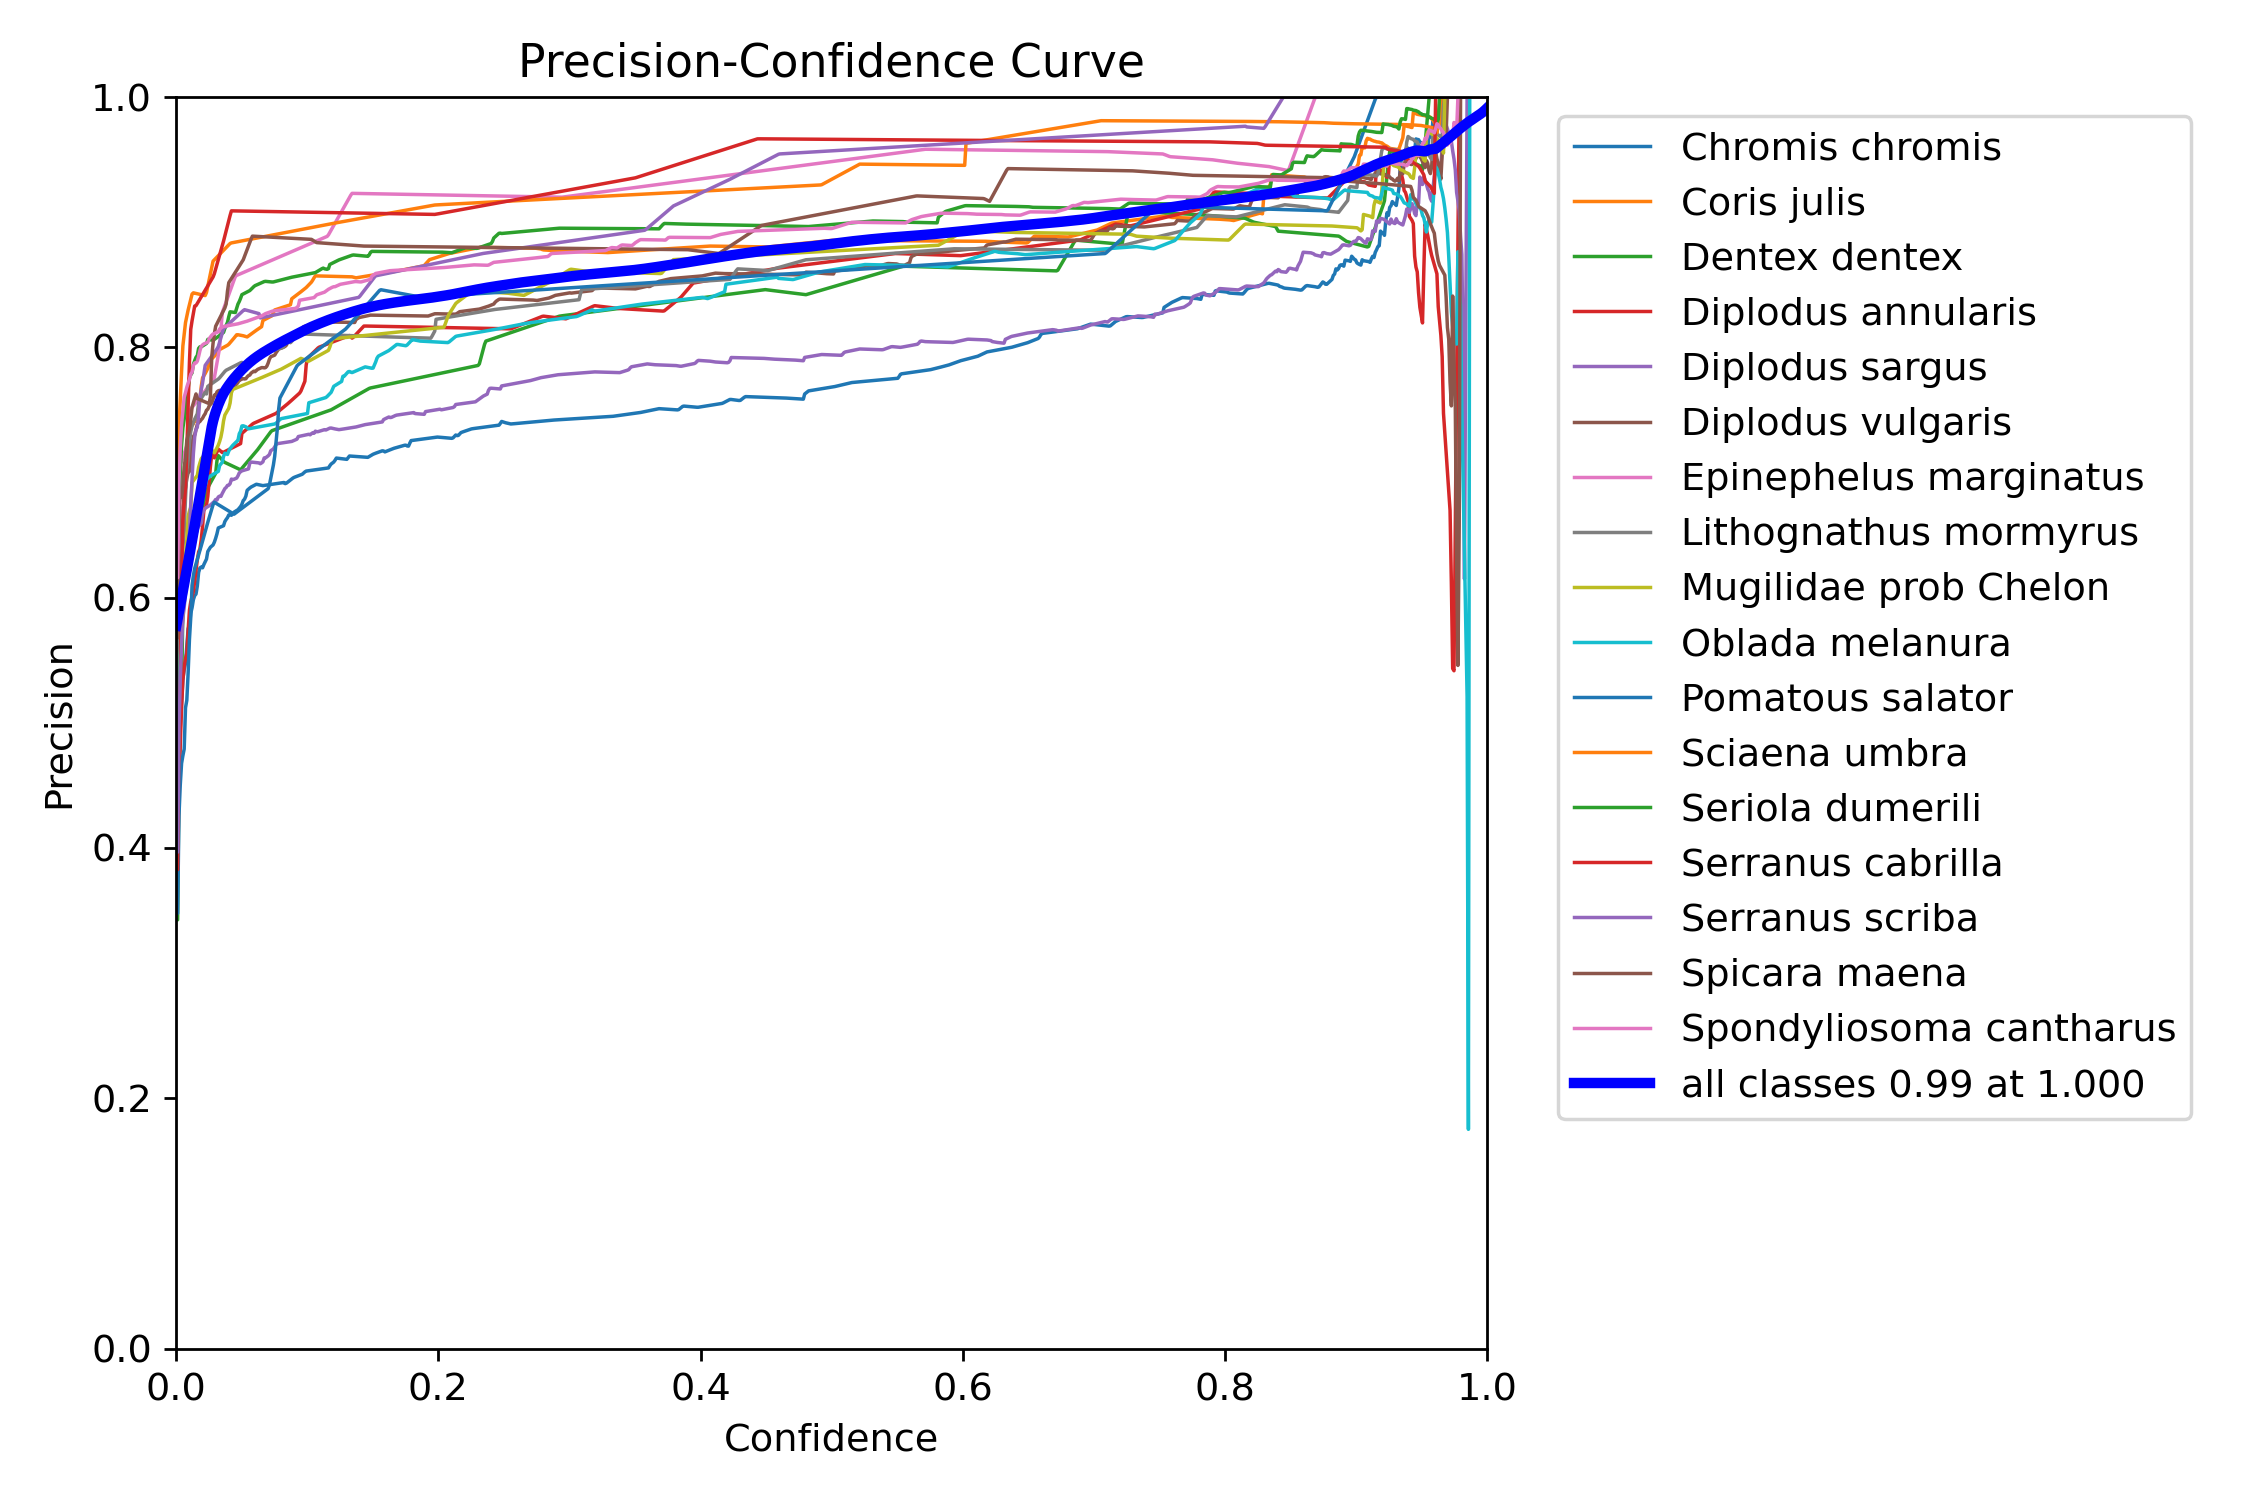 Precision-Confidence Curve
1.0
0.8
0.6
0.4
0.2
0.0
Precision
0.0 0.2 0.4 0.6 0.8 1.0
Confidence
Chromis chromis
Coris julis
Dentex dentex
Diplodus annularis
Diplodus sargus
Diplodus vulgaris
Epinephelus marginatus
Lithognathus mormyrus
Mugilidae prob Chelon
Oblada melanura
Pomatous salator
Sciaena umbra
Seriola dumerili
Serranus cabrilla
Serranus scriba
Spicara maena
Spondyliosoma cantharus
all classes 0.99 at 1.000